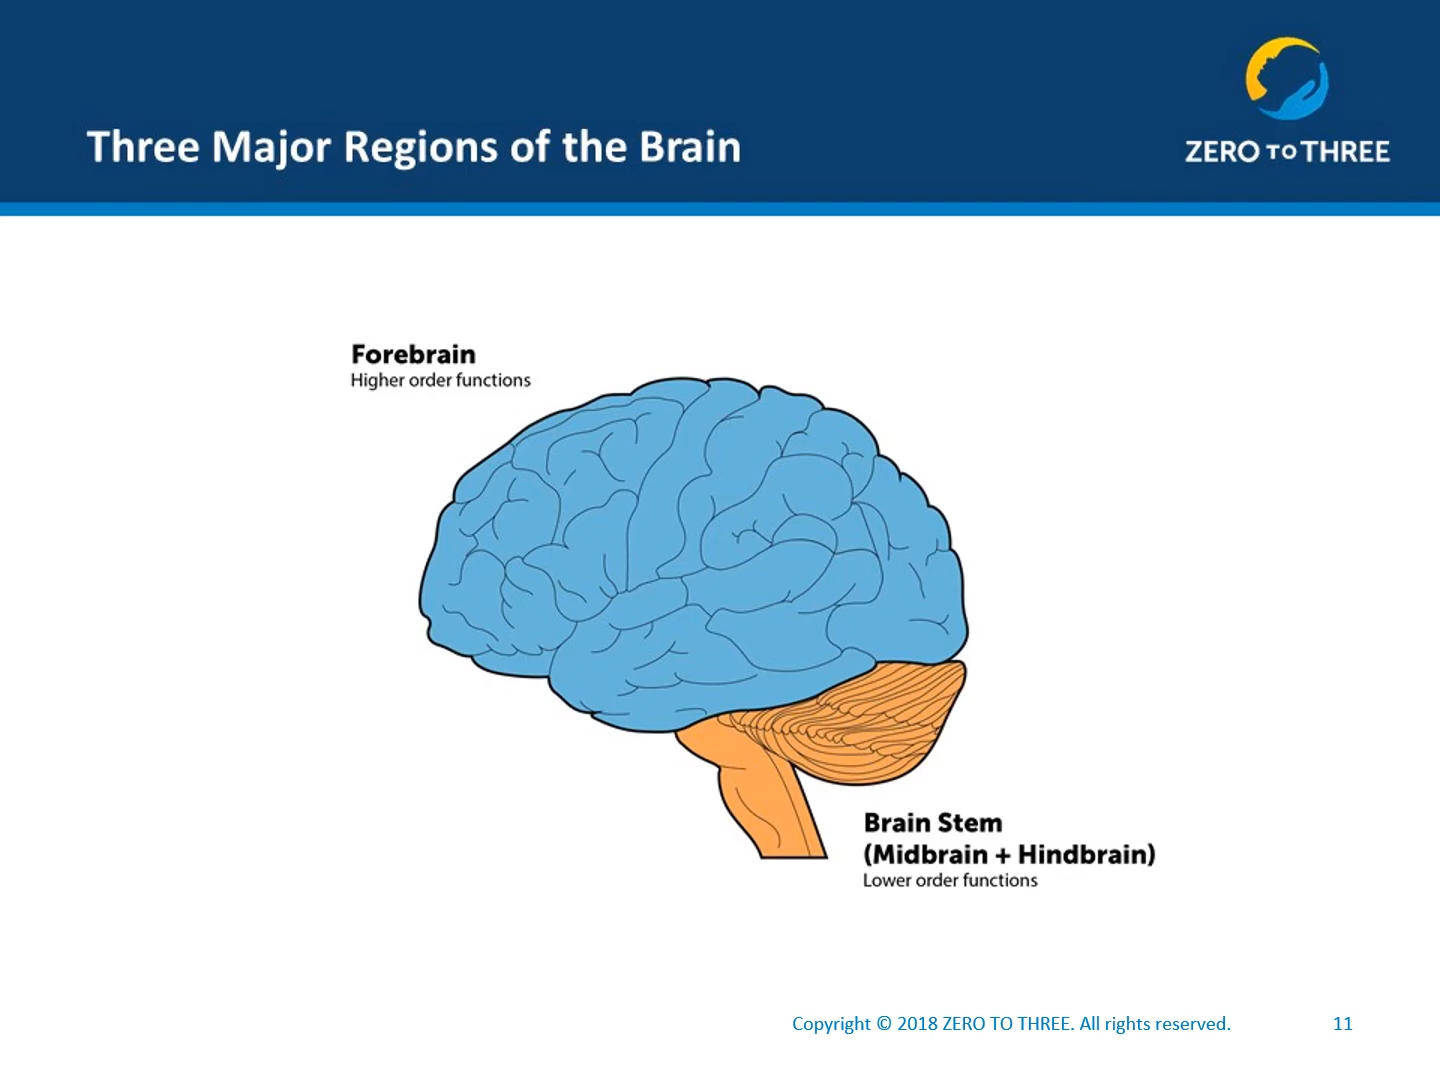 Three Major Regions of the Brain
ZERO TO THREE
Forebrain
Higher order functions
Brain Stem
(Midbrain + Hindbrain)
Lower order functions
Copyright © 2018 ZERO TO THREE. All rights reserved.
11